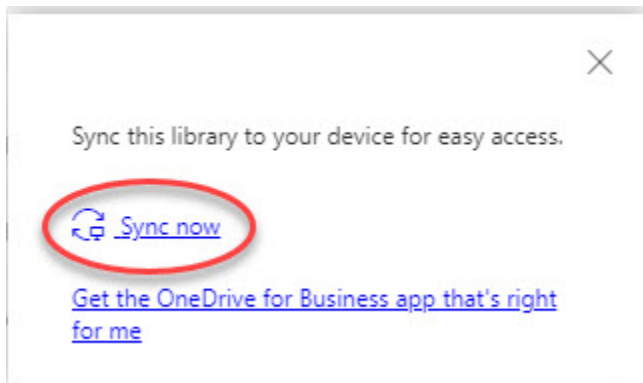 Sync this library to your device for easy access.
Sync now
Get the OneDrive for Business app that's right
for me